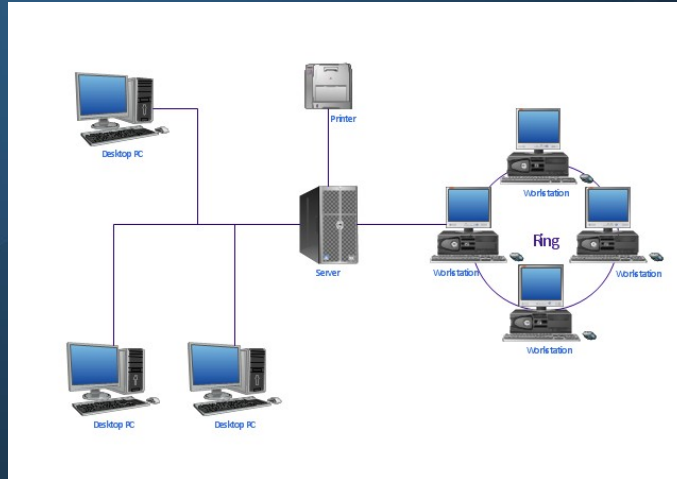 Printer
Desktop PC
Workstation
Ring
Server
Workstation
Workstation
Workstation
Desktop PC
Desktop PC